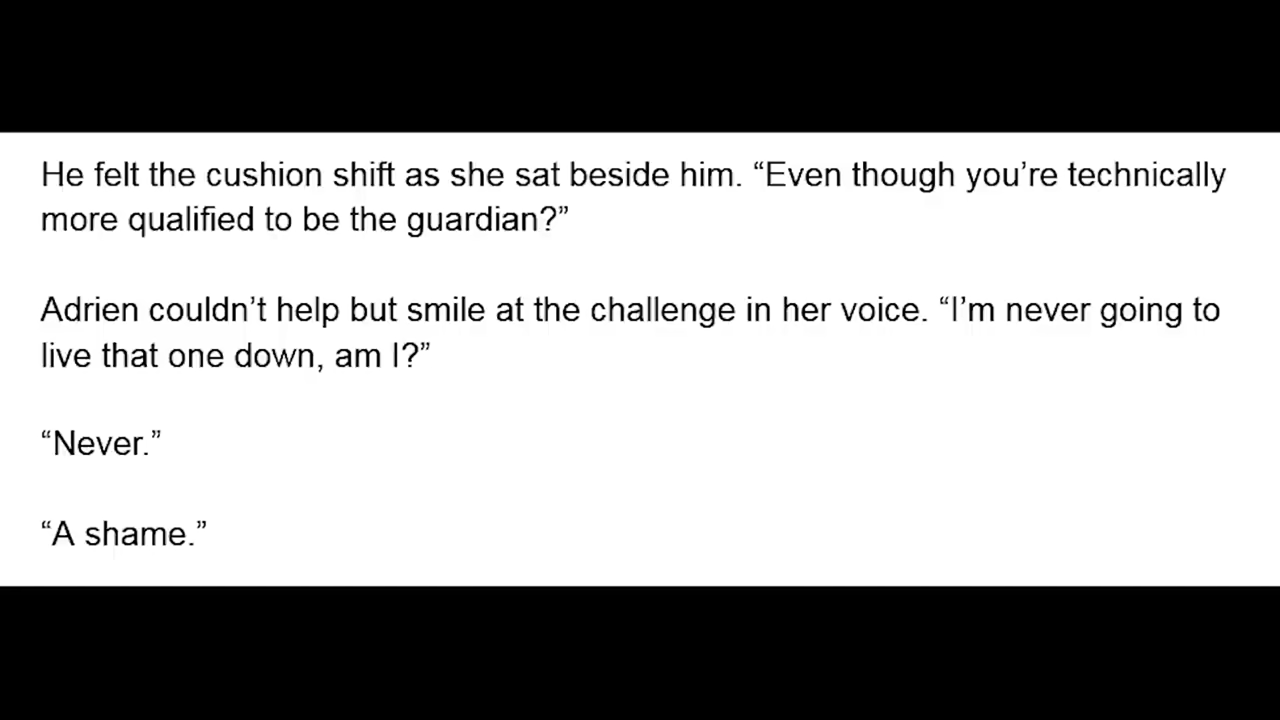 He felt the cushion shift as she sat beside him. “Even though you’re technically
more qualified to be the guardian?”
Adrien couldn’t help but smile at the challenge in her voice. “I’m never going to
live that one down, am I?”
“Never.”
“A shame.”